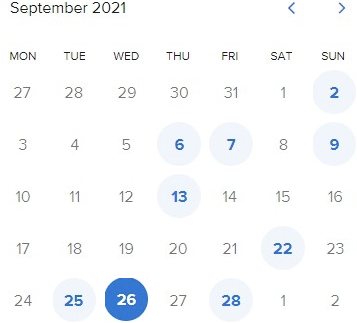 September 2021
MON TUE WED THU FRI SAT SUN
27 28 29 30 31 1 2
3 4 5 6 7 8 9
10 11 12 13 14 15 16
17 18 19 20 21 22 23
24 25 26 27 28 1 2